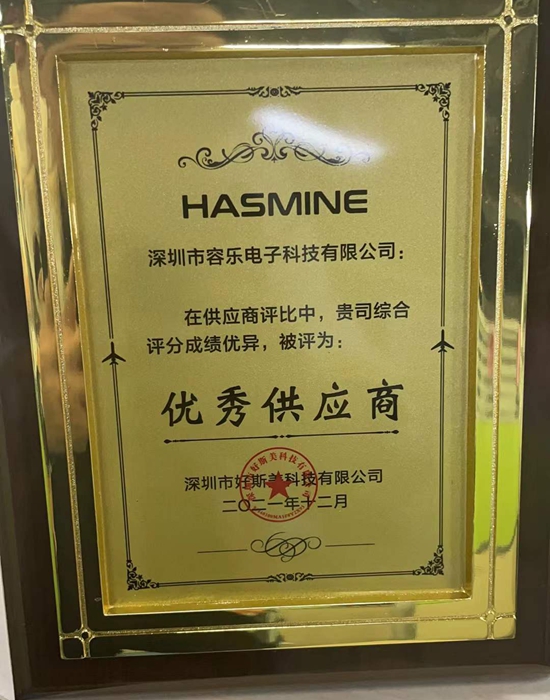 HASMINE
深圳市容乐电子科技有限公司：
在供应商评比中，贵司综合
评分成绩优异，被评为：
优秀供应商
深圳市好斯美科技有限公司
二〇二一年十二月